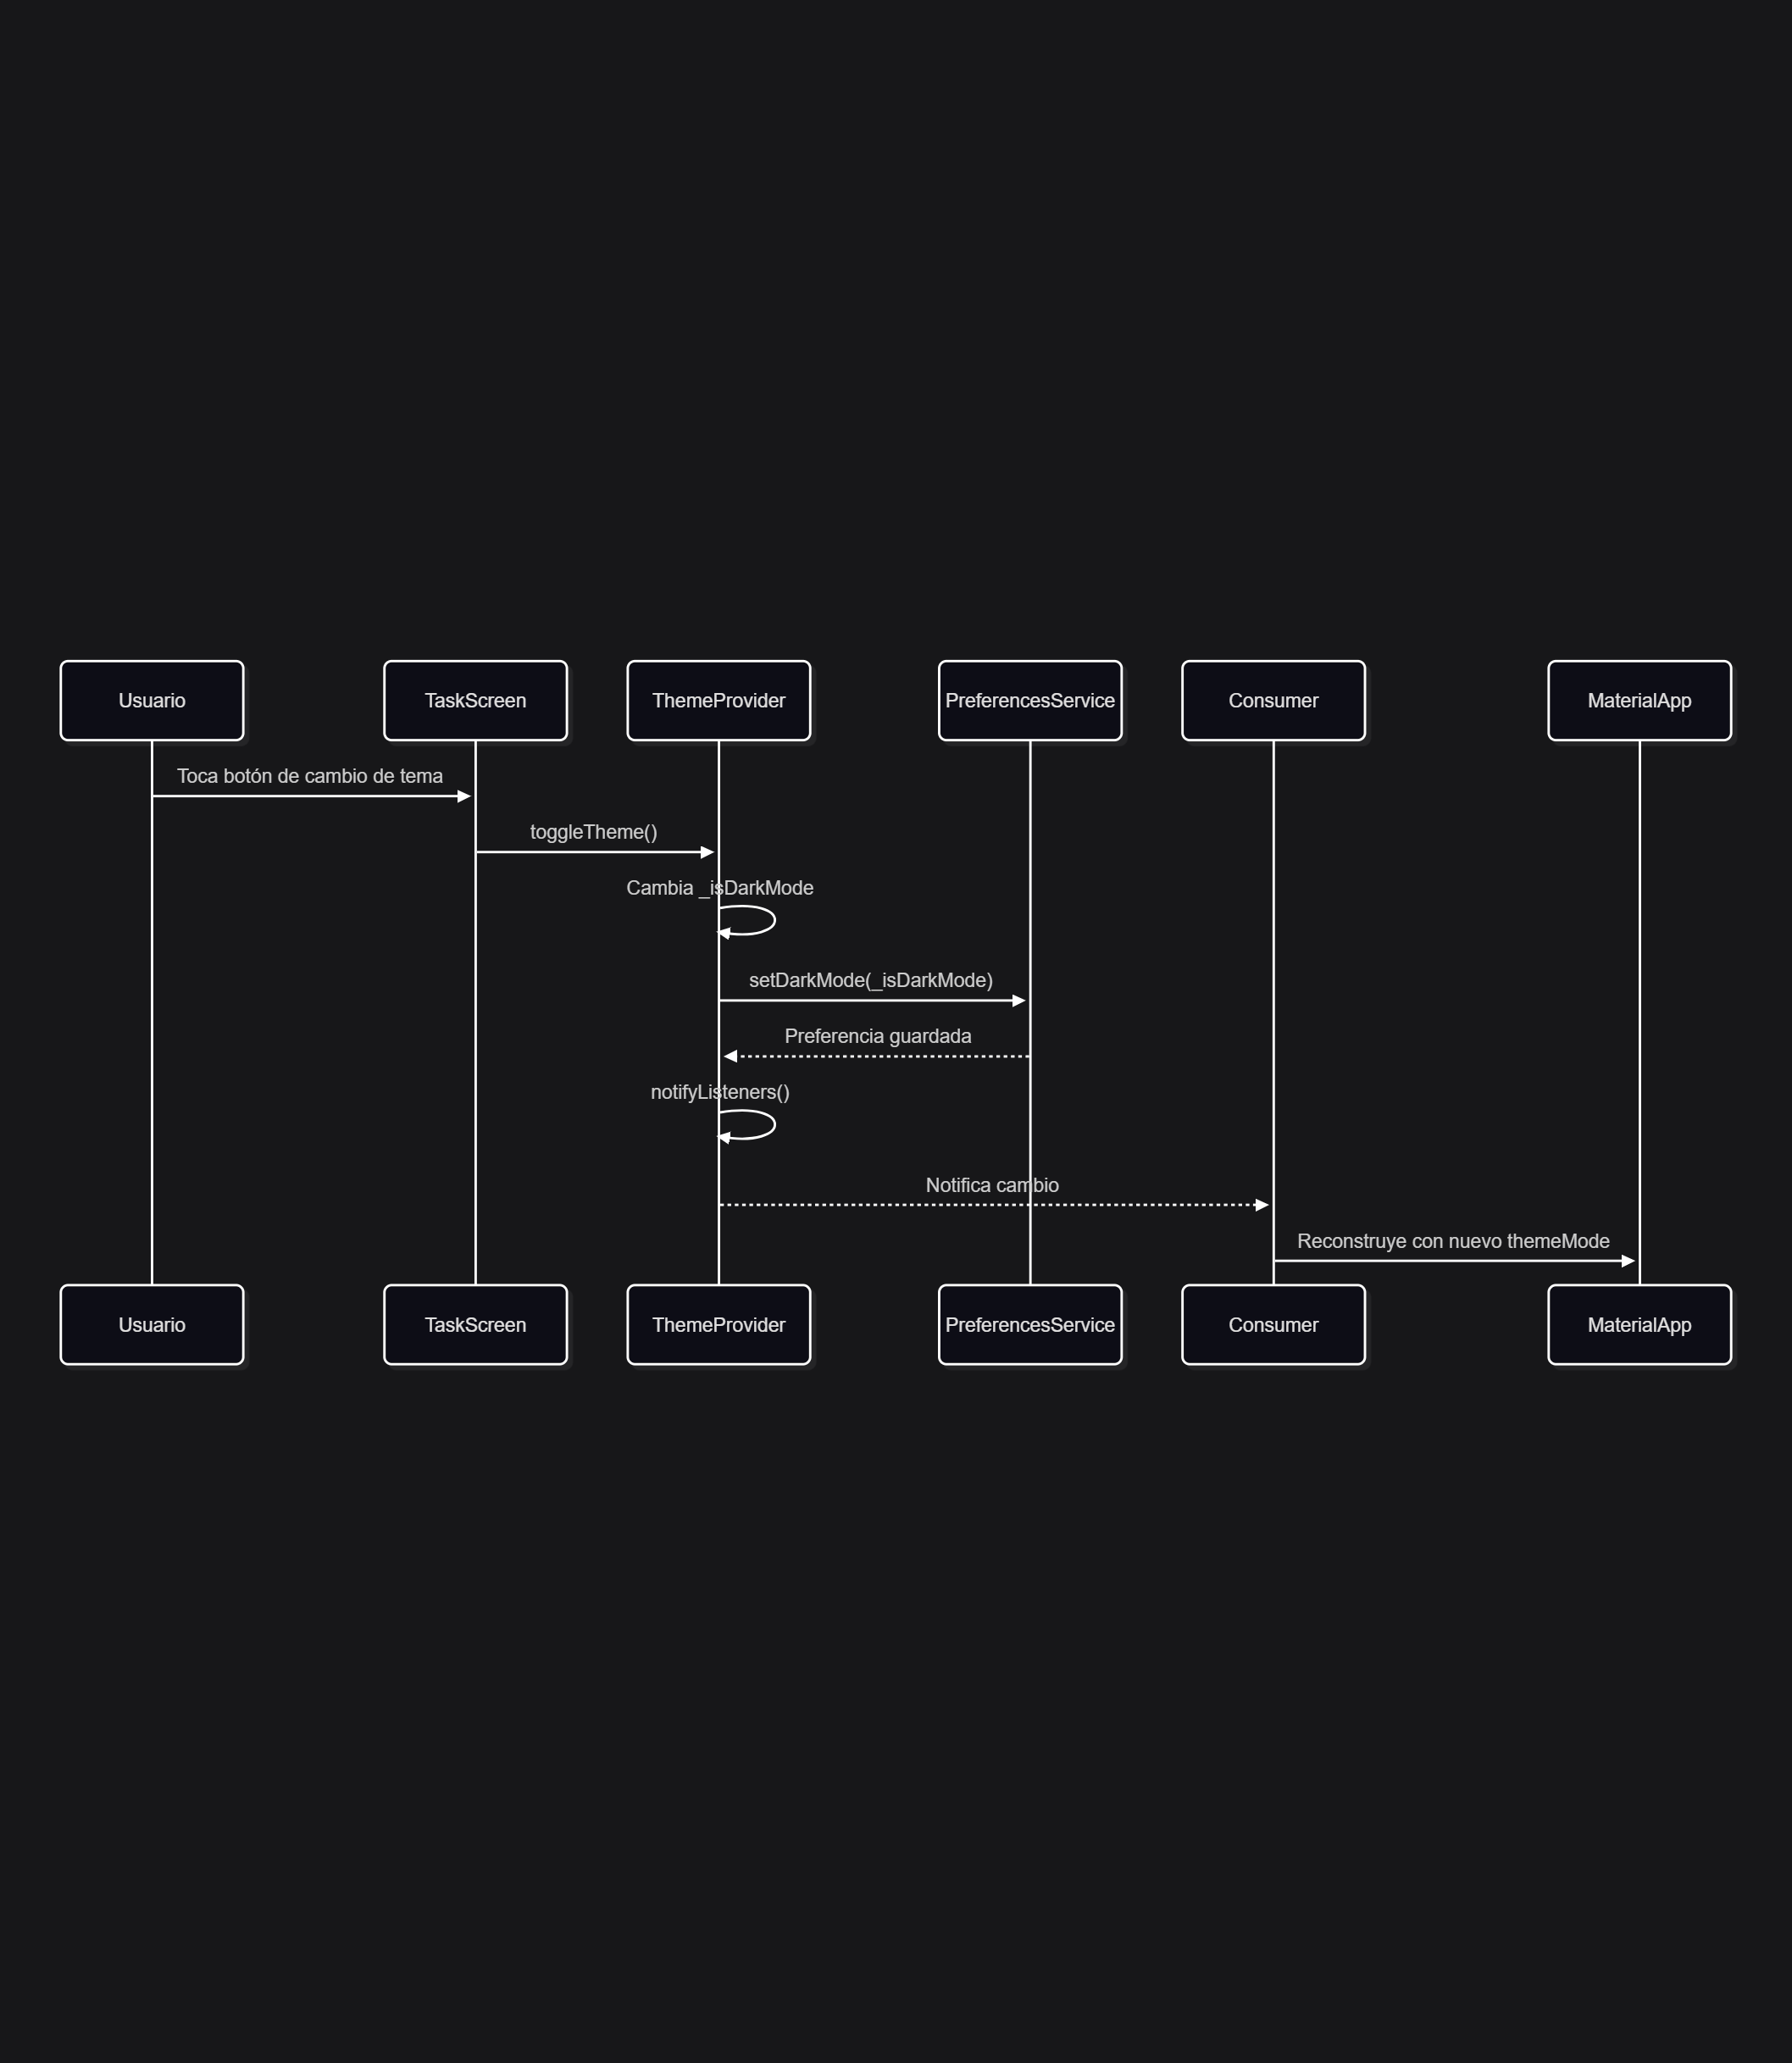 Usuario
TaskScreen
ThemeProvider
PreferencesService
Consumer
MaterialApp
Toca botón de cambio de tema
toggleTheme()
Cambia _isDarkMode
setDarkMode(_isDarkMode)
Preferencia guardada
notifyListeners()
Notifica cambio
Reconstruye con nuevo themeMode
Usuario
TaskScreen
ThemeProvider
PreferencesService
Consumer
MaterialApp